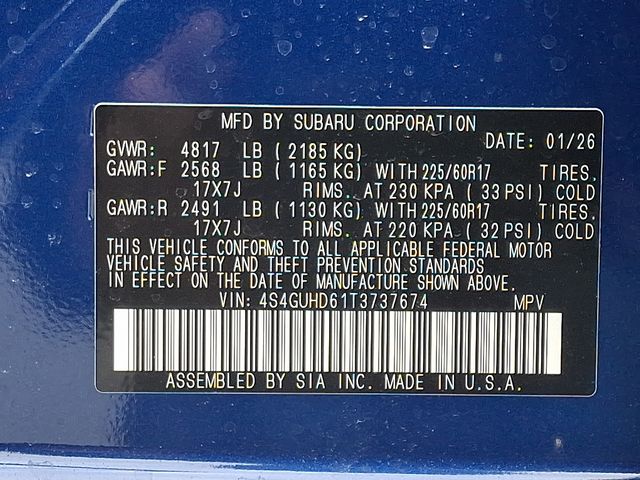 MFD BY SUBARU CORPORATION
DATE: 01/26
GVWR: 4817 LB (2185 KG)
GAWR:F 2568 LB (1165 KG) WITH 225/60R17 TIRES.
17X7J RIMS. AT 230 KPA (33 PSI) COLD
GAWR:R 2491 LB (1130 KG) WITH 225/60R17 TIRES.
17X7J RIMS. AT 220 KPA (32 PSI) COLD
THIS VEHICLE CONFORMS TO ALL APPLICABLE FEDERAL MOTOR
VEHICLE SAFETY AND THEFT PREVENTION STANDARDS
IN EFFECT ON THE DATE OF MANUFACTURE SHOWN ABOVE.
VIN: 4S4GUHD61T3737674 MPV
ASSEMBLED BY SIA INC. MADE IN U.S.A.